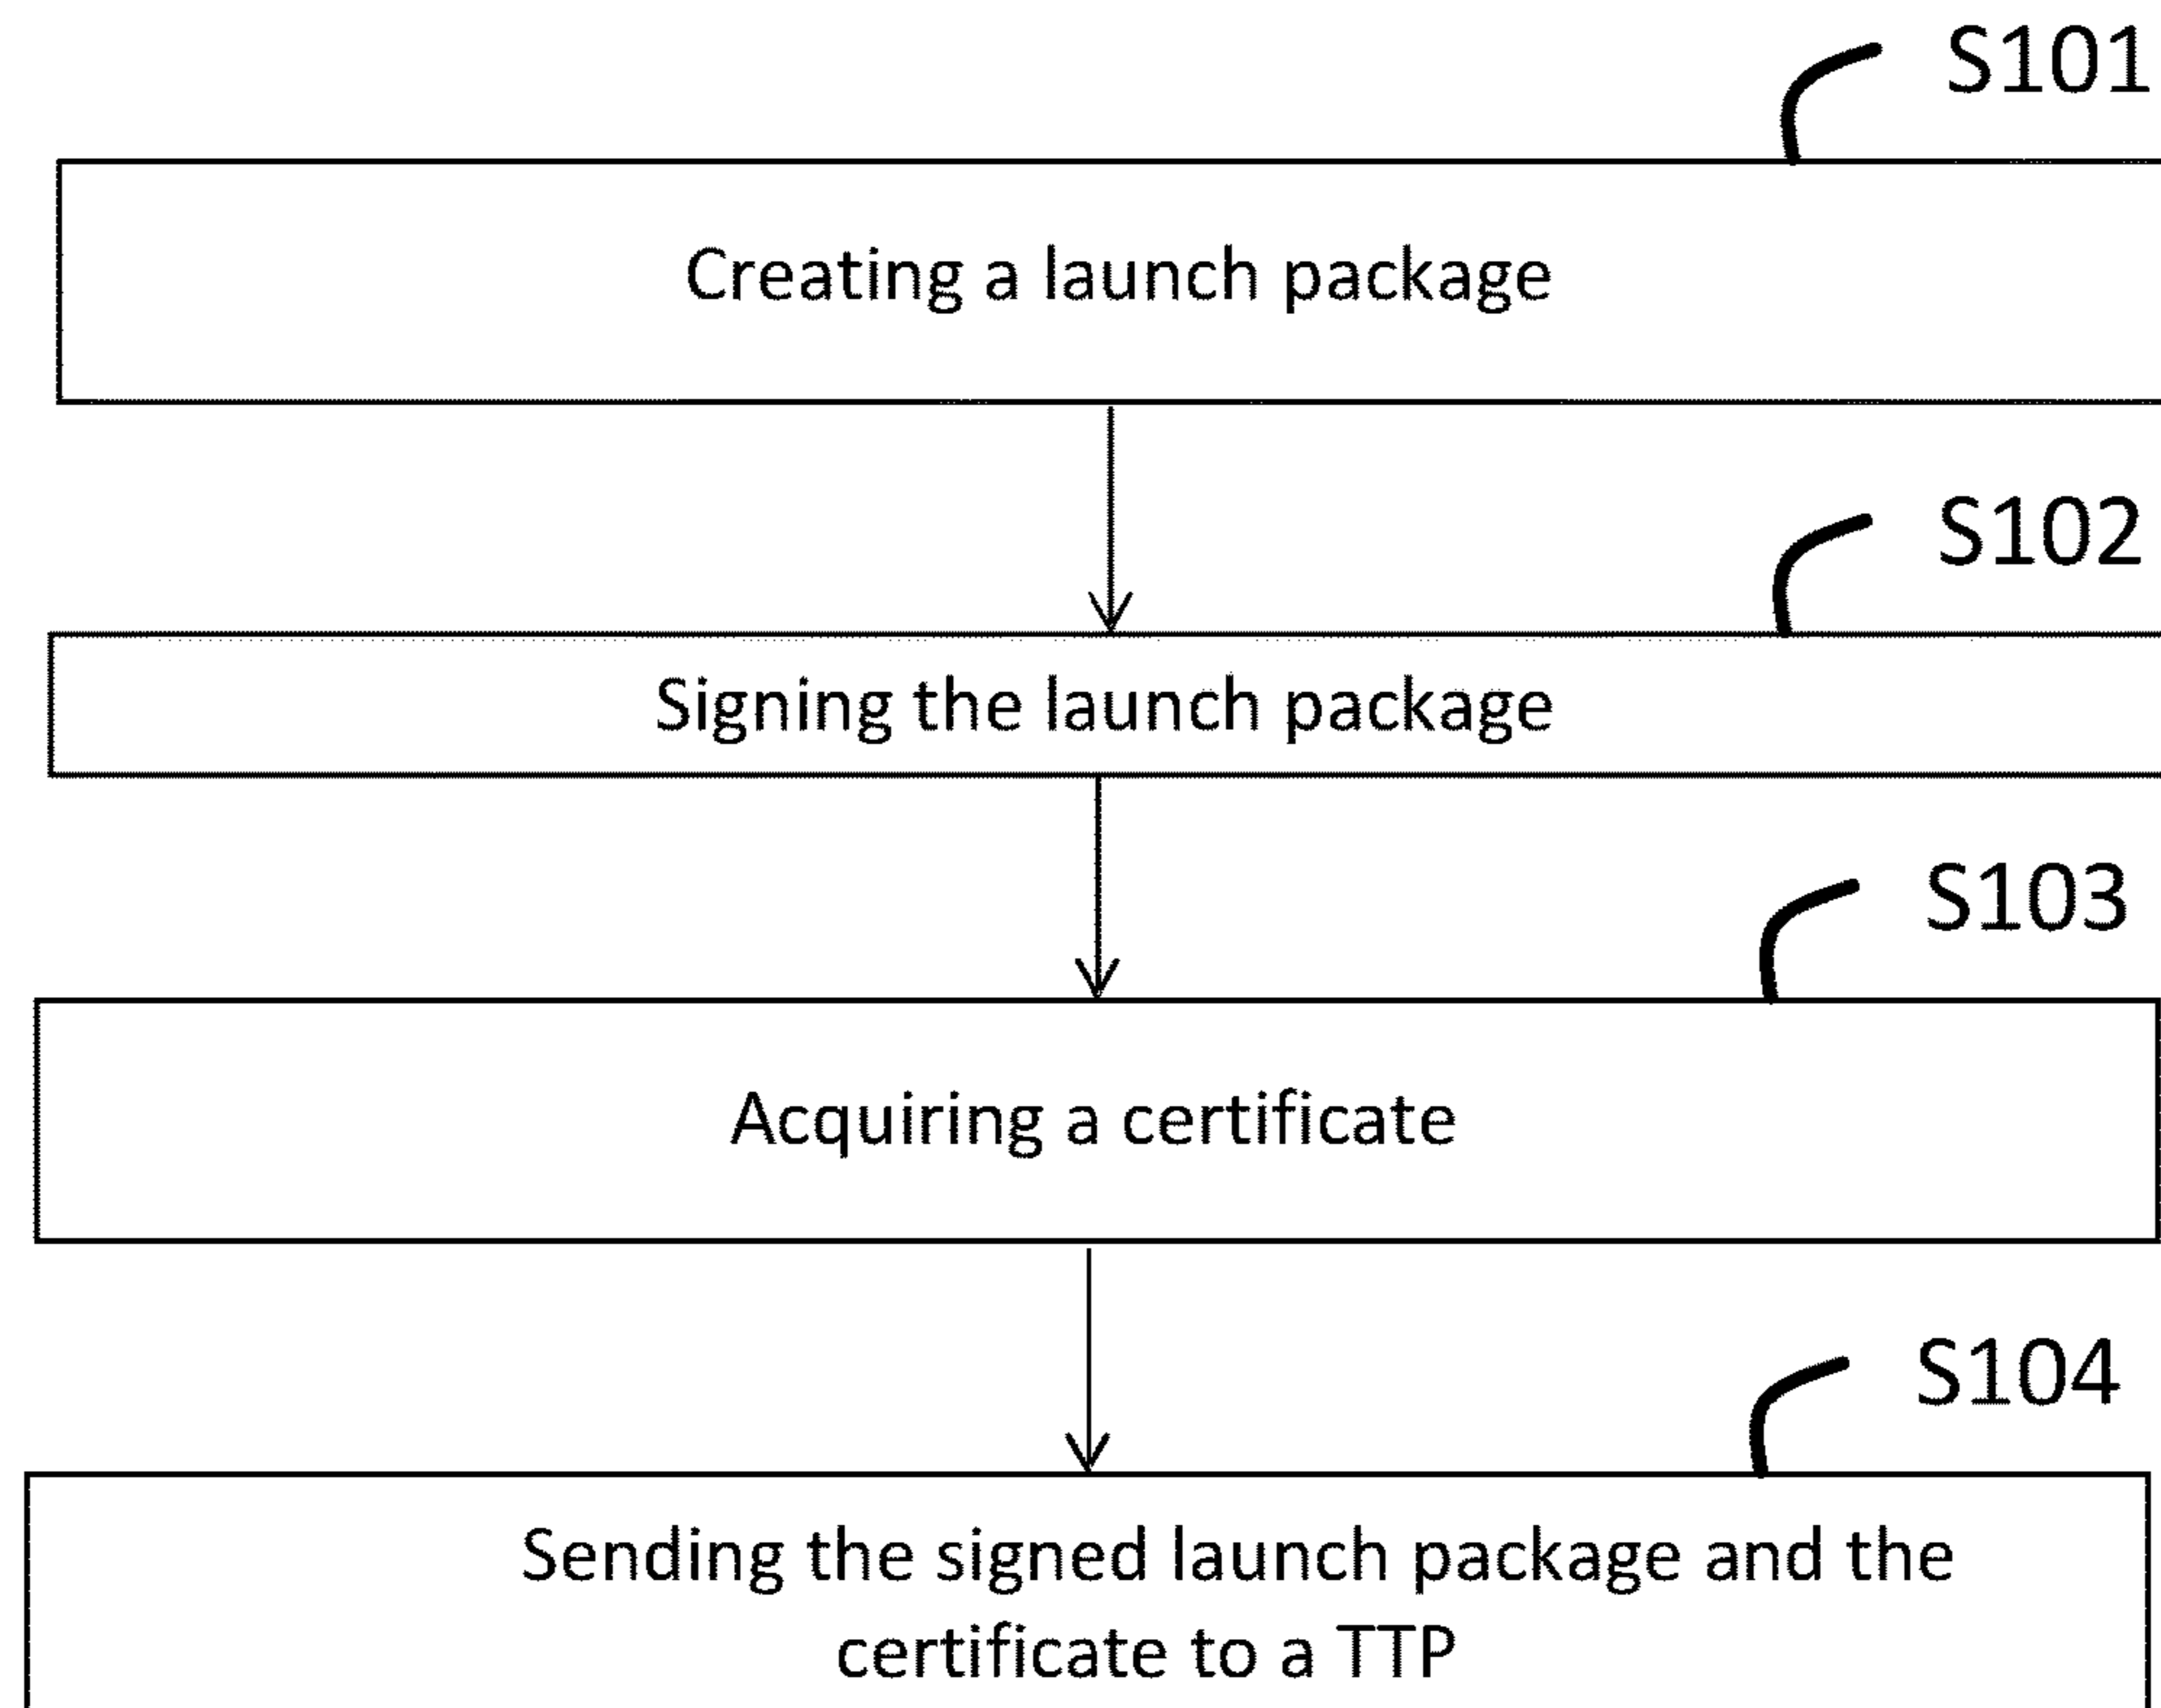 S101
Creating a launch package
S102
Signing the launch package
S103
Acquiring a certificate
S104
Sending the signed launch package and the
certificate to a TTP